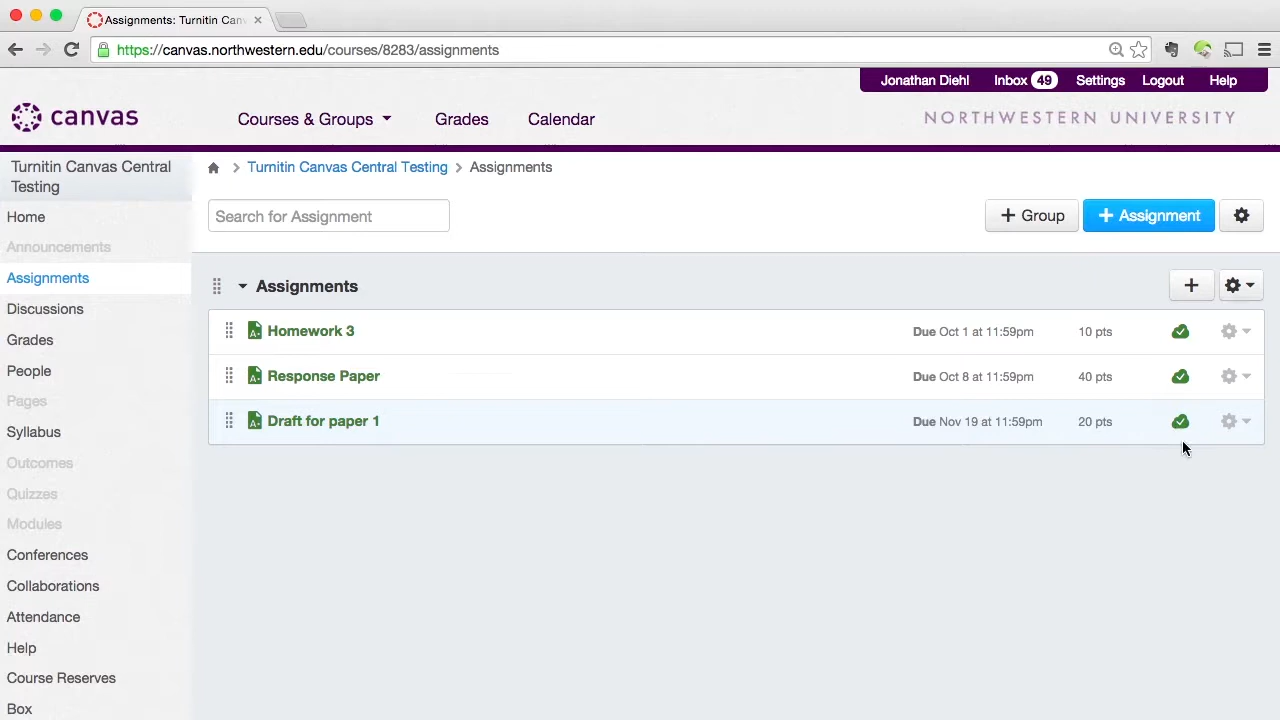 Assignments: Turnitin Can
https://canvas.northwestern.edu/courses/8283/assignments
Jonathan Diehl Inbox 49 Settings Logout Help
canvas Courses & Groups Grades Calendar NORTHWESTERN UNIVERSITY
Turnitin Canvas Central
Testing
Home
Announcements
Assignments
Discussions
Grades
People
Pages
Syllabus
Outcomes
Quizzes
Modules
Conferences
Collaborations
Attendance
Help
Course Reserves
Box
Turnitin Canvas Central Testing > Assignments
Search for Assignment
+ Group
+ Assignment
Assignments
Homework 3 Due Oct 1 at 11:59pm 10 pts
Response Paper Due Oct 8 at 11:59pm 40 pts
Draft for paper 1 Due Nov 19 at 11:59pm 20 pts